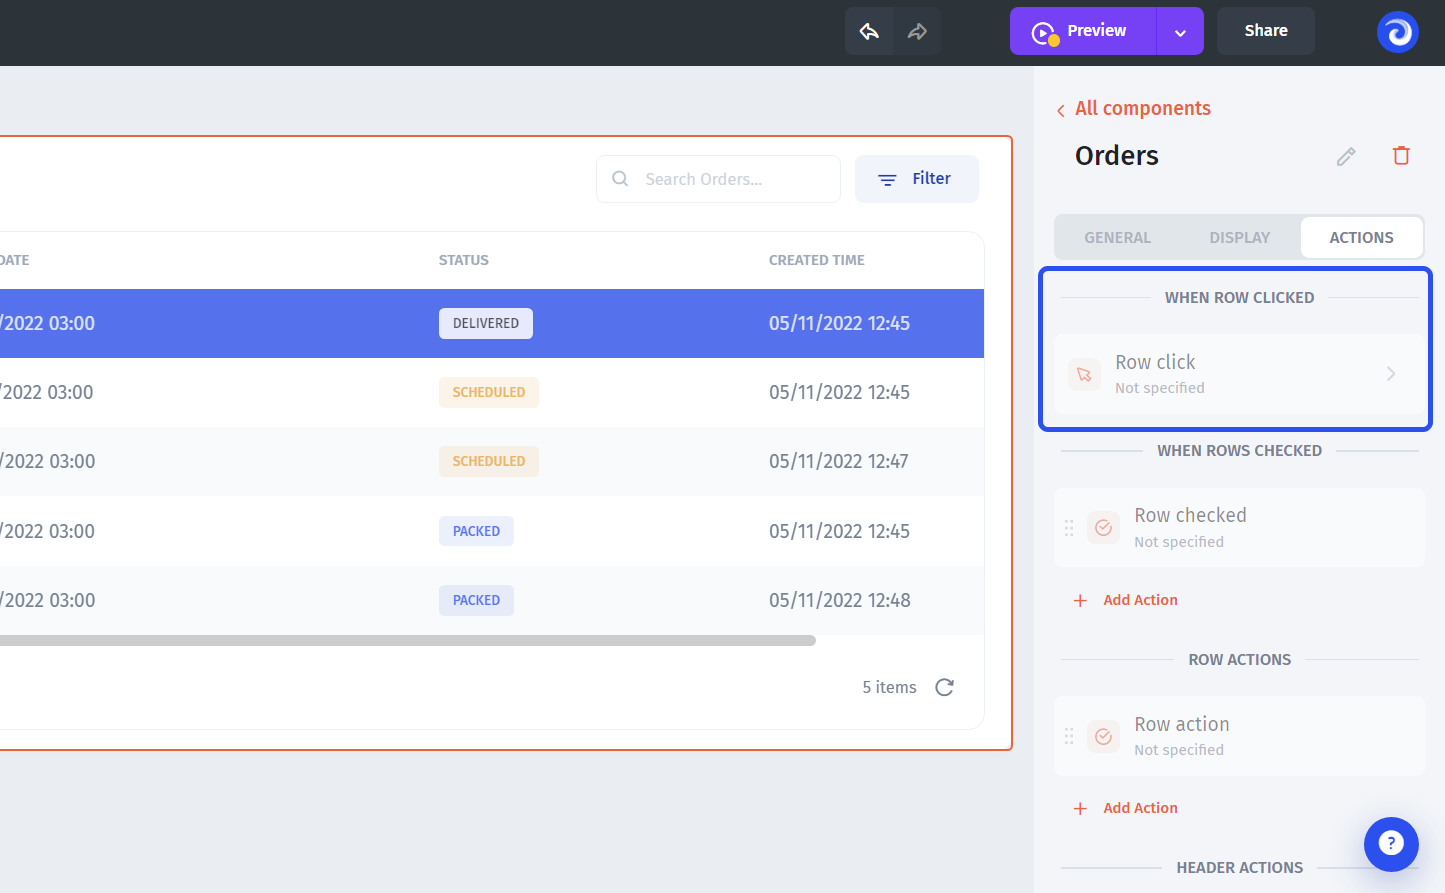 Preview
Share
All components
Orders
Search Orders...
Filter
GENERAL
DISPLAY
ACTIONS
DATE
STATUS
CREATED TIME
/2022 03:00
DELIVERED
05/11/2022 12:45
/2022 03:00
SCHEDULED
05/11/2022 12:45
/2022 03:00
SCHEDULED
05/11/2022 12:47
/2022 03:00
PACKED
05/11/2022 12:45
/2022 03:00
PACKED
05/11/2022 12:48
5 items
WHEN ROW CLICKED
Row click
Not specified
WHEN ROWS CHECKED
Row checked
Not specified
+ Add Action
ROW ACTIONS
Row action
Not specified
+ Add Action
HEADER ACTIONS
?